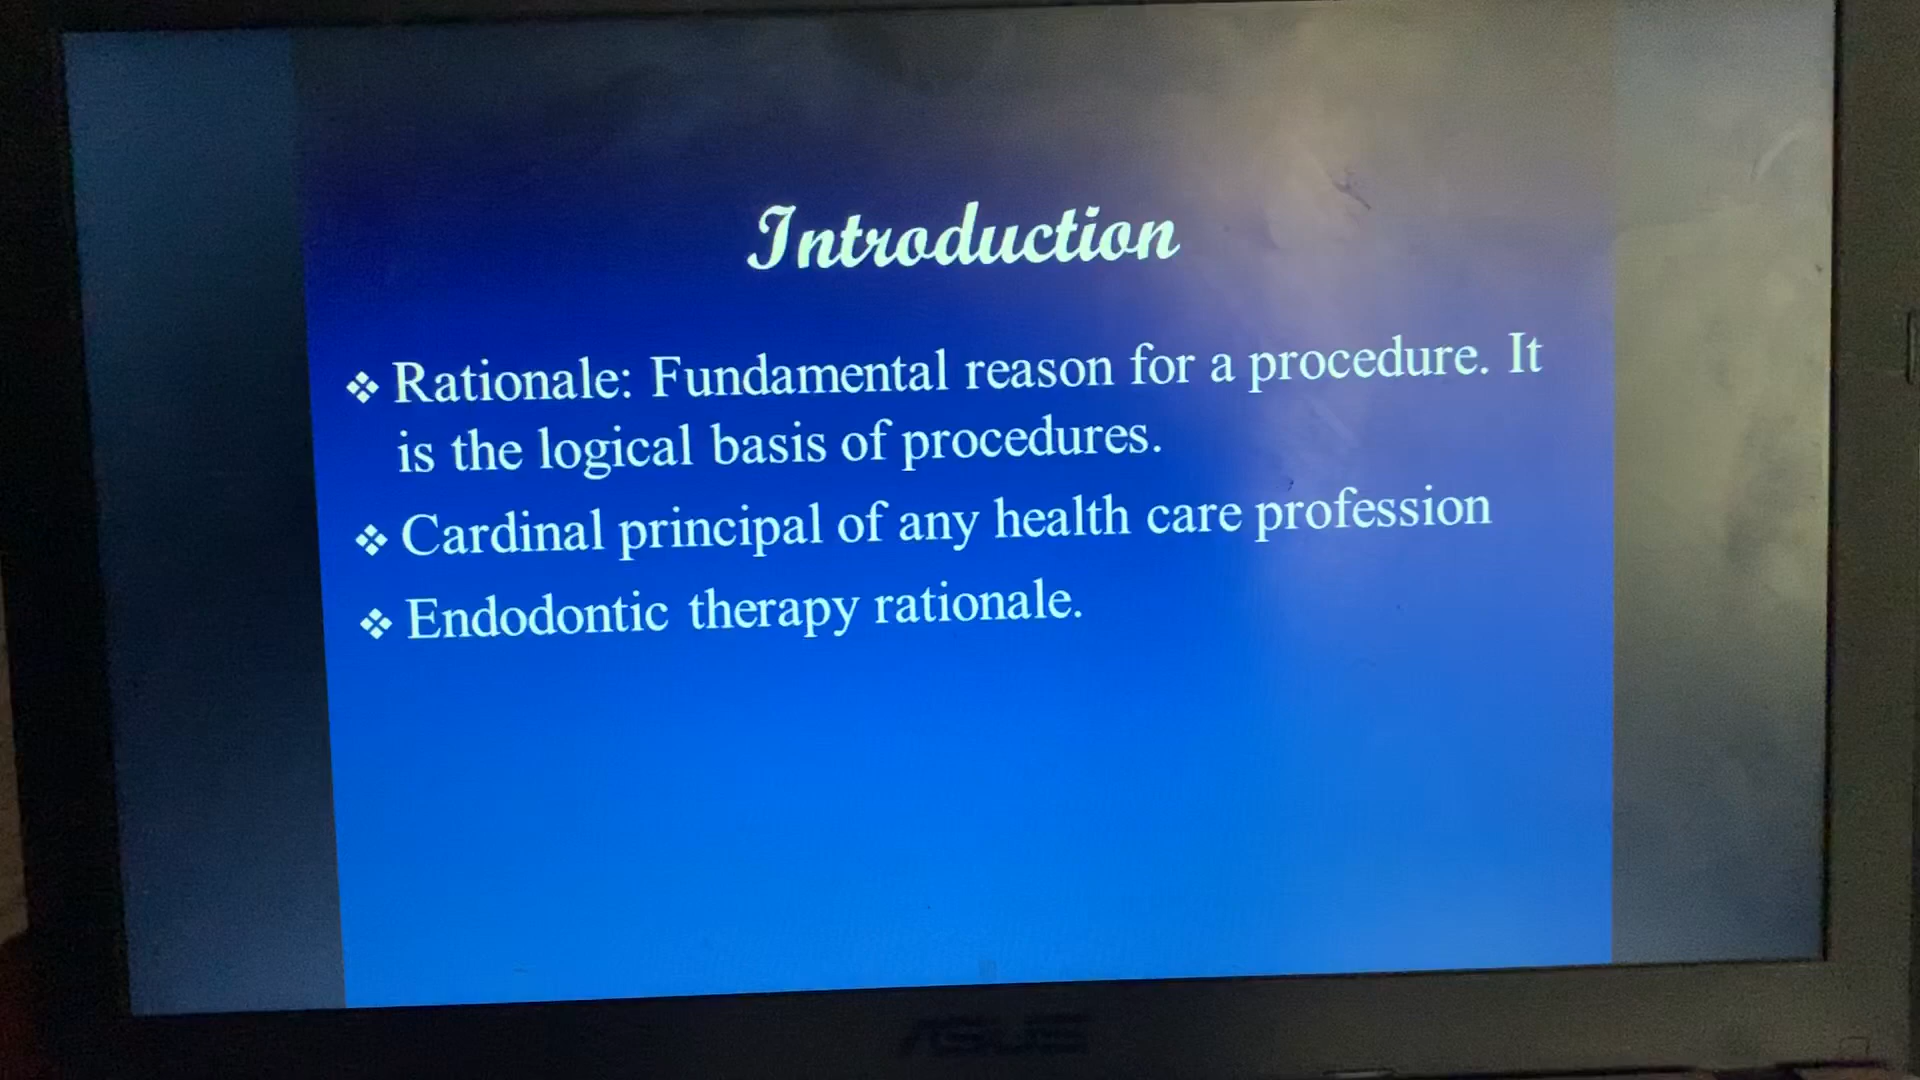 Introduction
❖ Rationale: Fundamental reason for a procedure. It
is the logical basis of procedures.
❖ Cardinal principal of any health care profession
❖ Endodontic therapy rationale.
ASUS